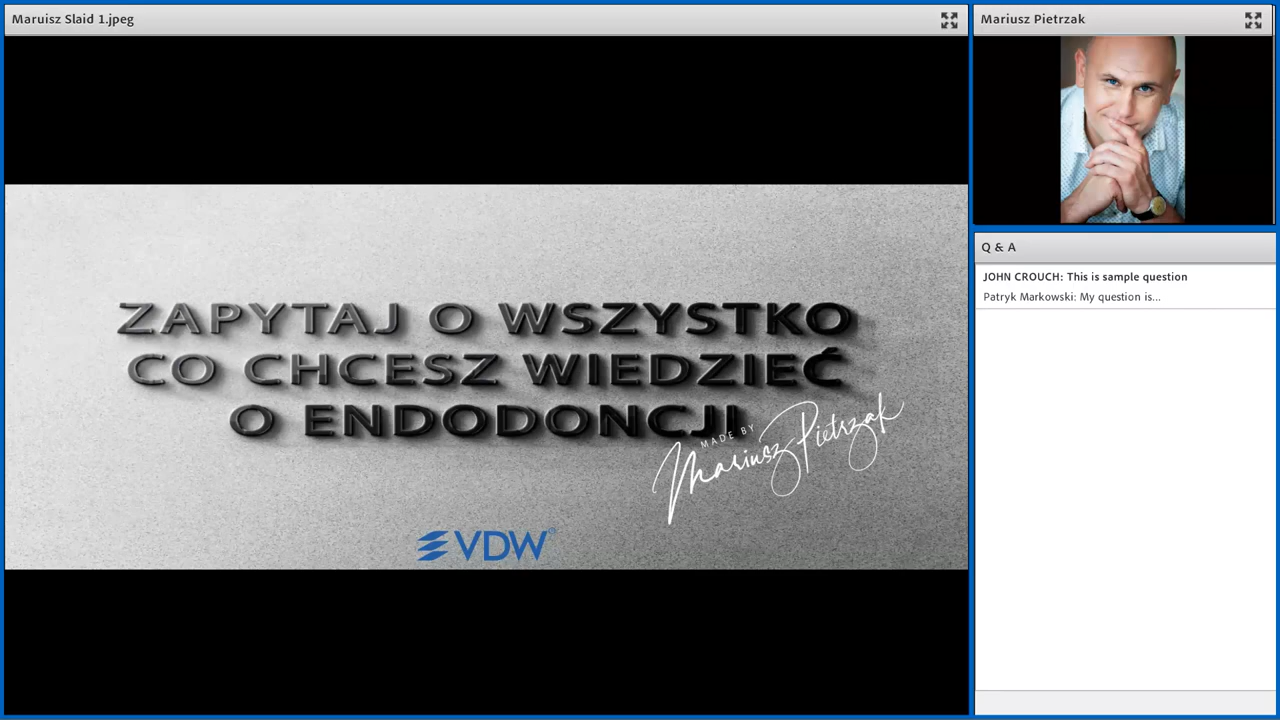 Maruisz Slaid 1.jpeg
ZAPYTAJ O WSZYSTKO
CO CHCESZ WIEDZIEĆ
O ENDODONCJI
MADE BY
Mariusz Pietrzak
VDW®
Mariusz Pietrzak
Q & A
JOHN CROUCH: This is sample question
Patryk Markowski: My question is...